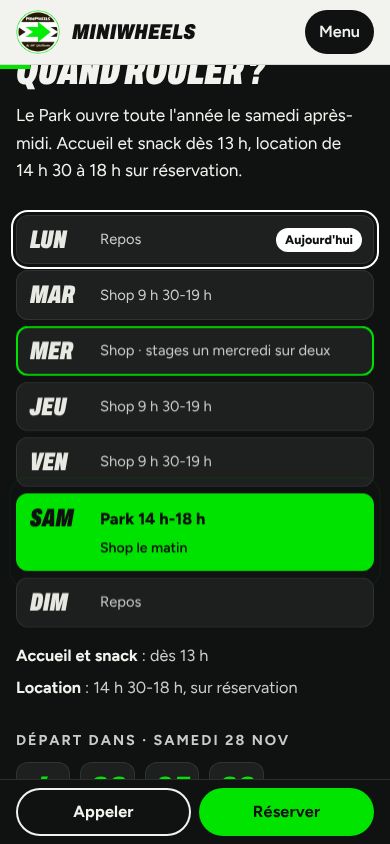 MINIWHEELS
Menu
QUAND ROULER ?
Le Park ouvre toute l'année le samedi après-
midi. Accueil et snack dès 13 h, location de
14 h 30 à 18 h sur réservation.
LUN Repos Aujourd'hui
MAR Shop 9 h 30-19 h
MER Shop · stages un mercredi sur deux
JEU Shop 9 h 30-19 h
VEN Shop 9 h 30-19 h
SAM Park 14 h-18 h
Shop le matin
DIM Repos
Accueil et snack : dès 13 h
Location : 14 h 30-18 h, sur réservation
DÉPART DANS · SAMEDI 28 NOV
Appeler
Réserver